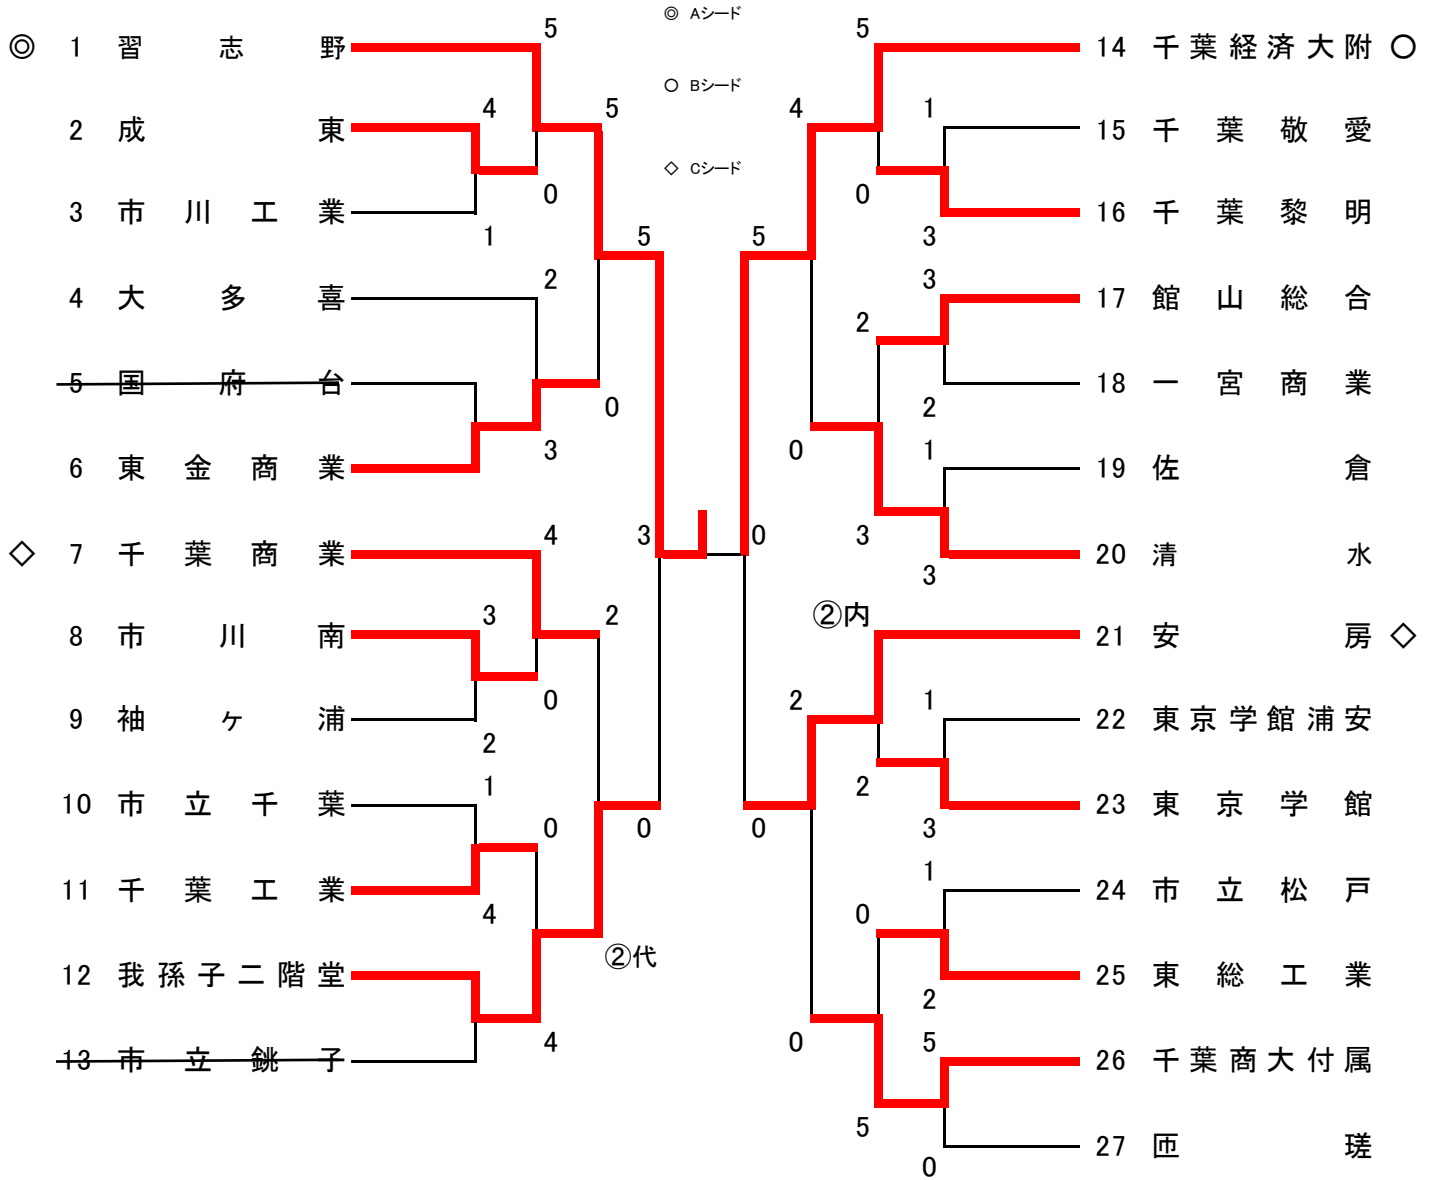 ◎ Aシード
○ Bシード
◇ Cシード
◎ 1 習志野
2 成東
3 市川工業
4 大多喜
5 国府台
6 東金商業
◇ 7 千葉商業
8 市川南
9 袖ヶ浦
10 市立千葉
11 千葉工業
12 我孫子二階堂
13 市立銚子
5
4
5
0
1
5
2
0
3
4
3
3
2
0
2
1
0
0
4
②代
4
14 千葉経済大附 ○
15 千葉敬愛
16 千葉黎明
17 館山総合
18 一宮商業
19 佐倉
20 清水
21 安房 ◇
22 東京学館浦安
23 東京学館
24 市立松戸
25 東総工業
26 千葉商大付属
27 匝瑳
5
4
1
0
5
3
3
2
2
0
1
0
3
3
②内
2
1
2
0
3
1
0
2
0
5
5
0